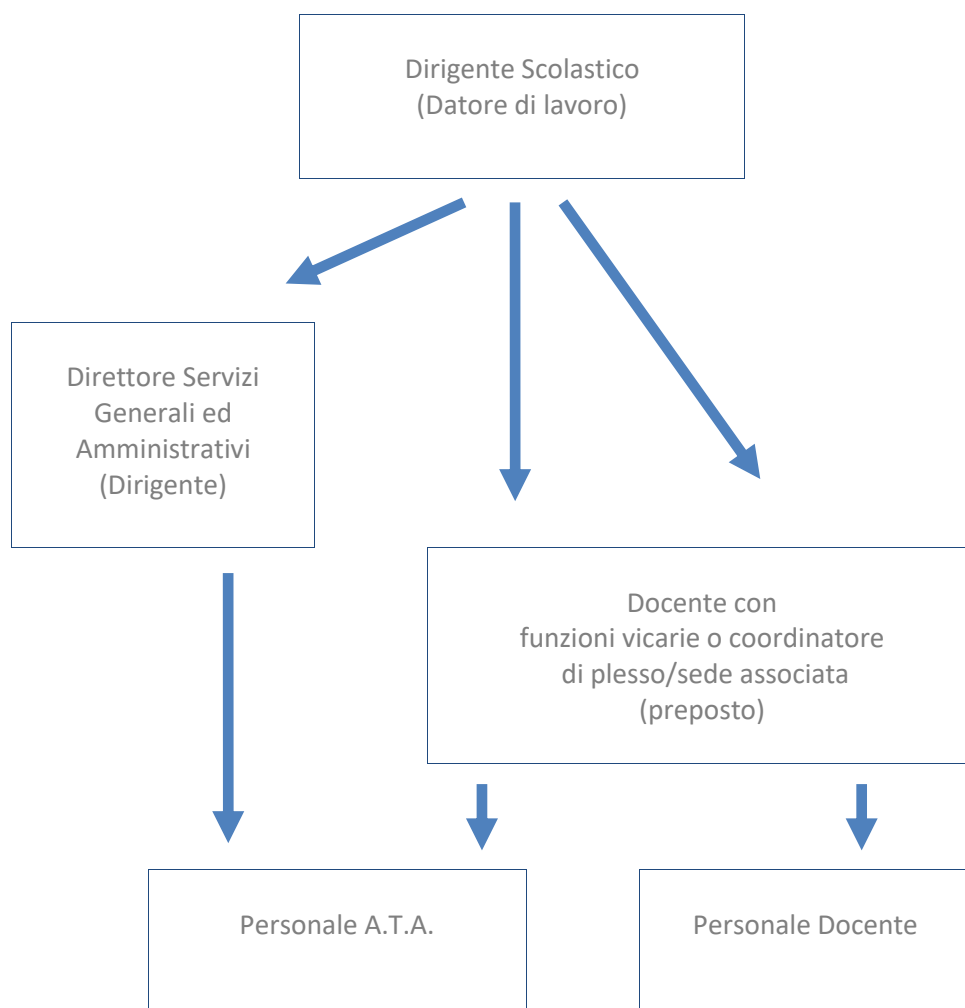 Dirigente Scolastico
(Datore di lavoro)
Direttore Servizi
Generali ed
Amministrativi
(Dirigente)
Docente con
funzioni vicarie o coordinatore
di plesso/sede associata
(preposto)
Personale A.T.A.
Personale Docente